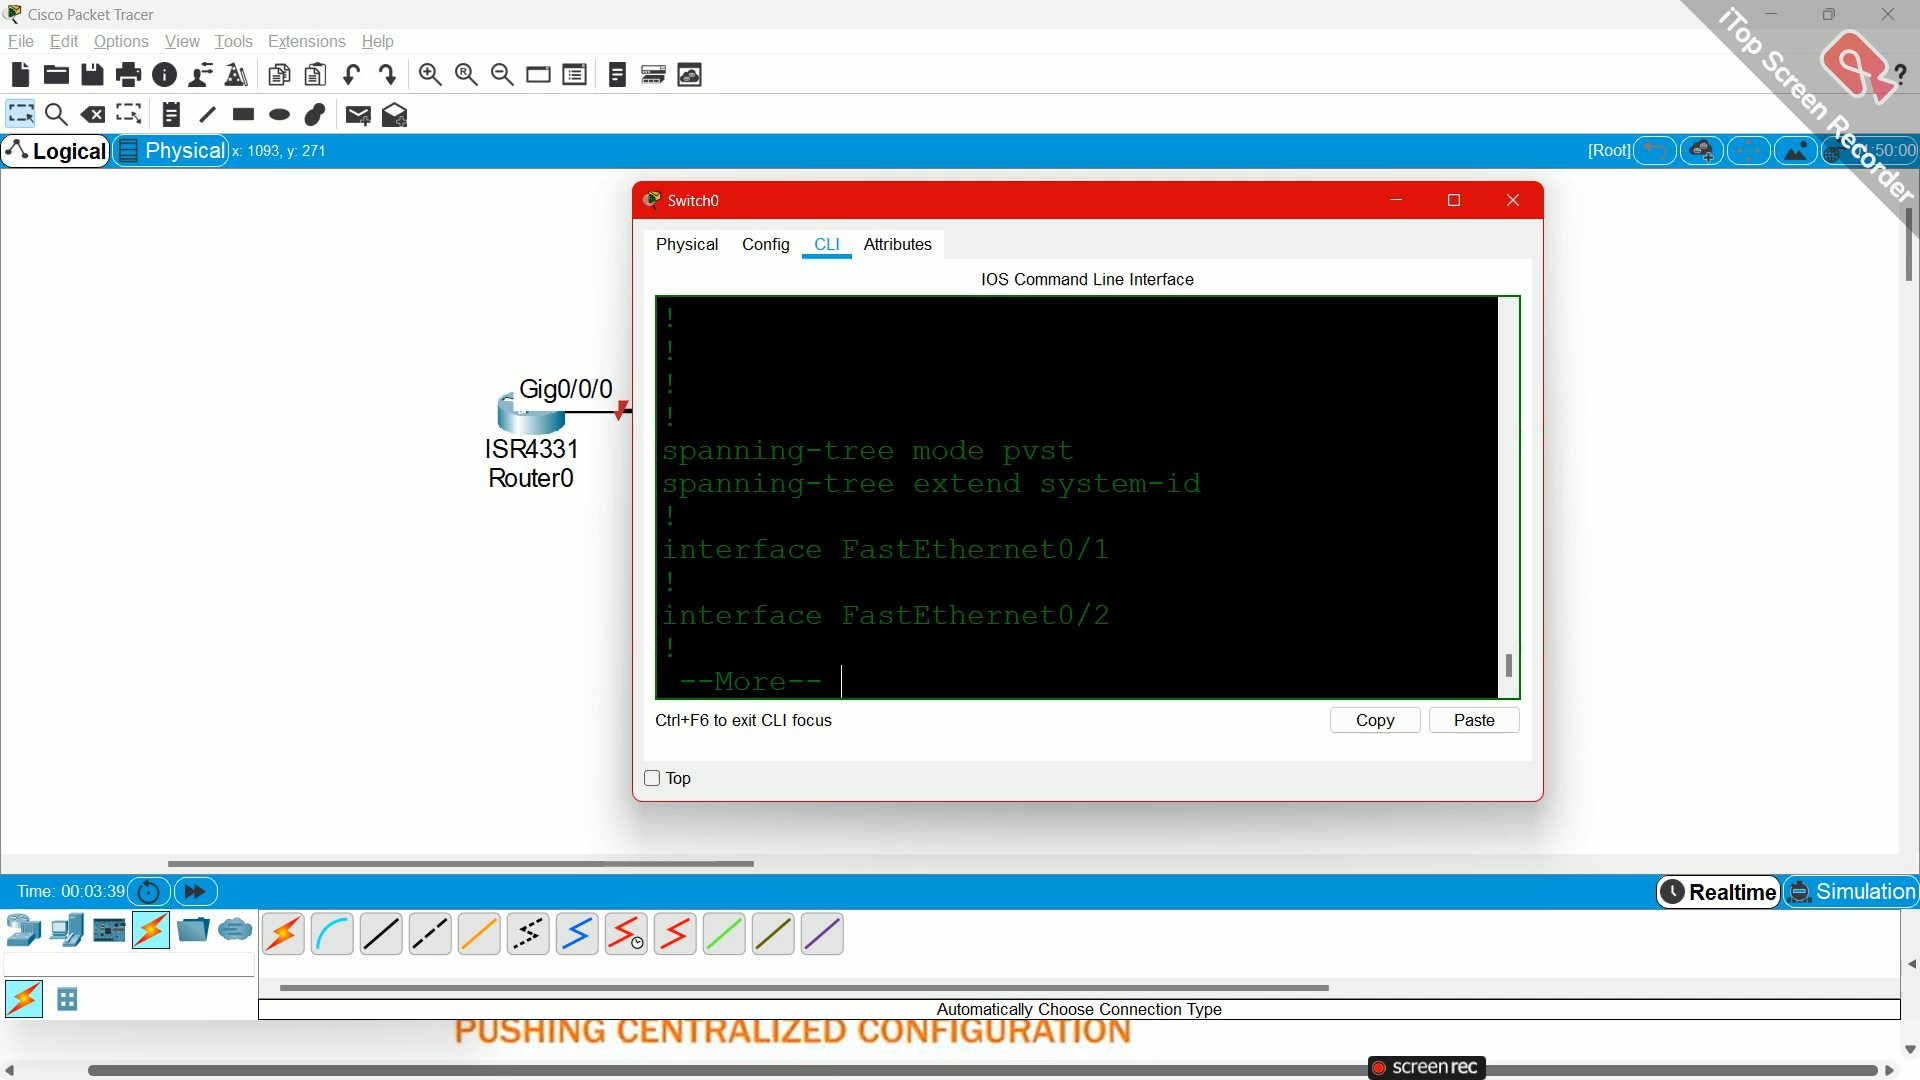 Cisco Packet Tracer
File Edit Options View Tools Extensions Help
iTop Screen Recorder
Logical Physical x: 1093, y: 271
[Root] :50:00
Switch0
Physical Config CLI Attributes
IOS Command Line Interface
!
!
!
!
spanning-tree mode pvst
spanning-tree extend system-id
!
interface FastEthernet0/1
!
interface FastEthernet0/2
!
--More--
Ctrl+F6 to exit CLI focus
Copy
Paste
Top
Gig0/0/0
ISR4331
Router0
Time: 00:03:39
Realtime
Simulation
Automatically Choose Connection Type
PUSHING CENTRALIZED CONFIGURATION
screenrec